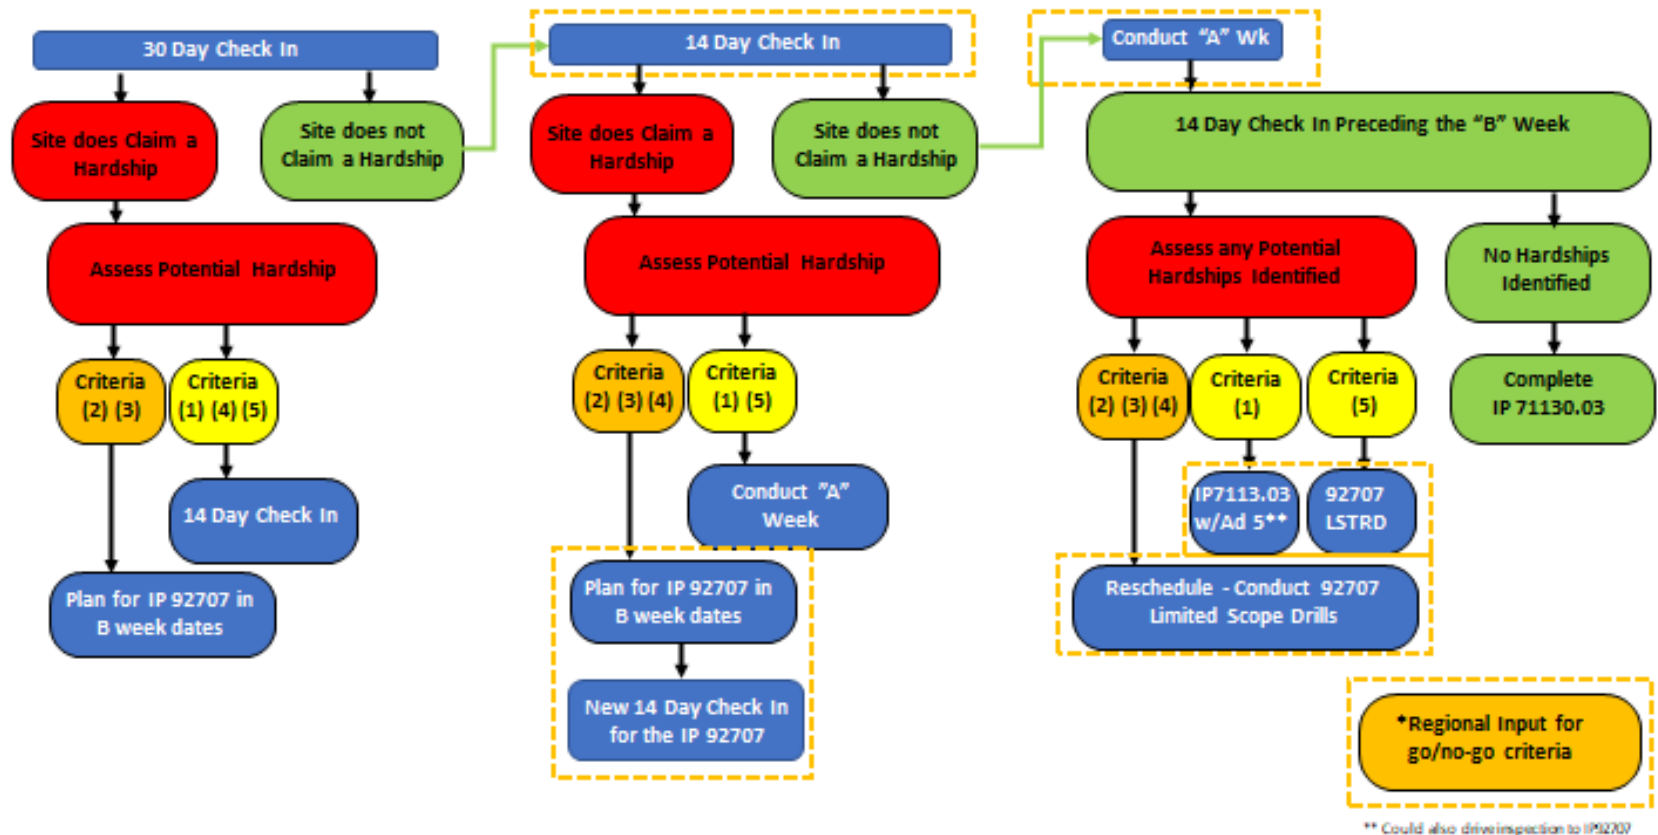 30 Day Check In
Site does Claim a
Hardship
Site does not
Claim a Hardship
Assess Potential Hardship
Criteria
(2) (3)
Criteria
(1) (4) (5)
14 Day Check In
Plan for IP 92707 in
B week dates
14 Day Check In
Site does Claim a
Hardship
Site does not
Claim a Hardship
Assess Potential Hardship
Criteria
(2) (3) (4)
Criteria
(1) (5)
Conduct "A"
Week
Plan for IP 92707 in
B week dates
New 14 Day Check In
for the IP 92707
Conduct "A" Wk
14 Day Check In Preceding the "B" Week
Assess any Potential
Hardships Identified
No Hardships
Identified
Criteria
(2) (3) (4)
Criteria
(1)
Criteria
(5)
Complete
IP 71130.03
IP7113.03
w/Ad 5**
92707
LSTRD
Reschedule - Conduct 92707
Limited Scope Drills
*Regional Input for
go/no-go criteria
** Could also drive inspection to IP92707